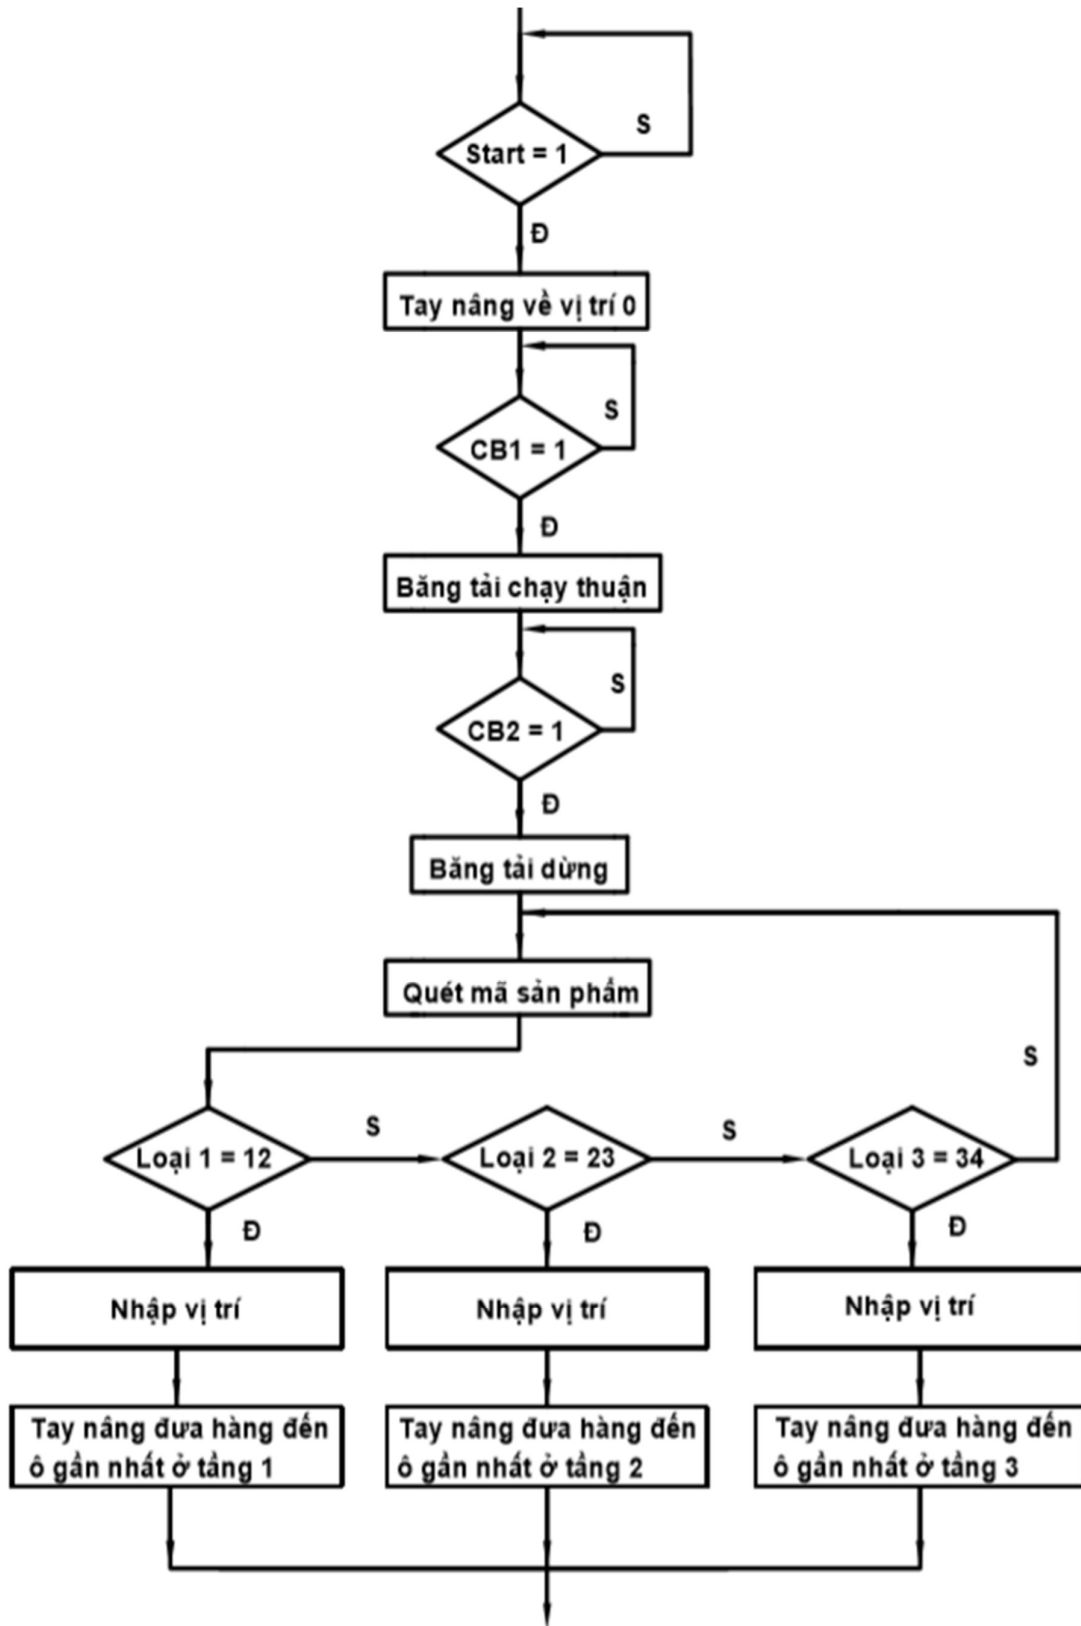 S
Start = 1
Đ
Tay nâng về vị trí 0
S
CB1 = 1
Đ
Băng tải chạy thuận
S
CB2 = 1
Đ
Băng tải dừng
Quét mã sản phẩm
S
S
S
Loại 1 = 12
Loại 2 = 23
Loại 3 = 34
Đ
Đ
Đ
Nhập vị trí
Nhập vị trí
Nhập vị trí
Tay nâng đưa hàng đến
ô gần nhất ở tầng 1
Tay nâng đưa hàng đến
ô gần nhất ở tầng 2
Tay nâng đưa hàng đến
ô gần nhất ở tầng 3